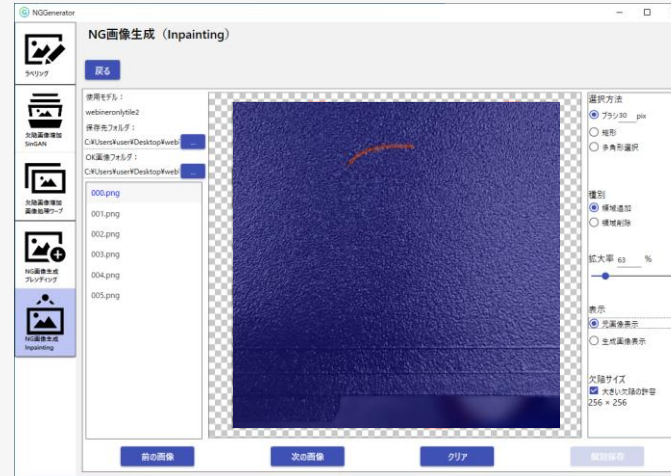 NGGenerator
NG画像生成（Inpainting）
ラベリング
戻る
欠陥画像増加
SinGAN
欠陥画像増加
画像処理ワープ
NG画像生成
ブレンディング
NG画像生成
Inpainting
使用モデル：
webineronlytile2
保存先フォルダ：
C:¥Users¥user¥Desktop¥webi
...
OK画像フォルダ：
C:¥Users¥user¥Desktop¥webi
...
000.png
001.png
002.png
003.png
004.png
005.png
選択方法
ブラシ 30 pix
矩形
多角形選択
種別
領域追加
領域削除
拡大率 63 %
表示
元画像表示
生成画像表示
欠陥サイズ
大きい欠陥の許容
256 × 256
前の画像
次の画像
クリア
個別保存